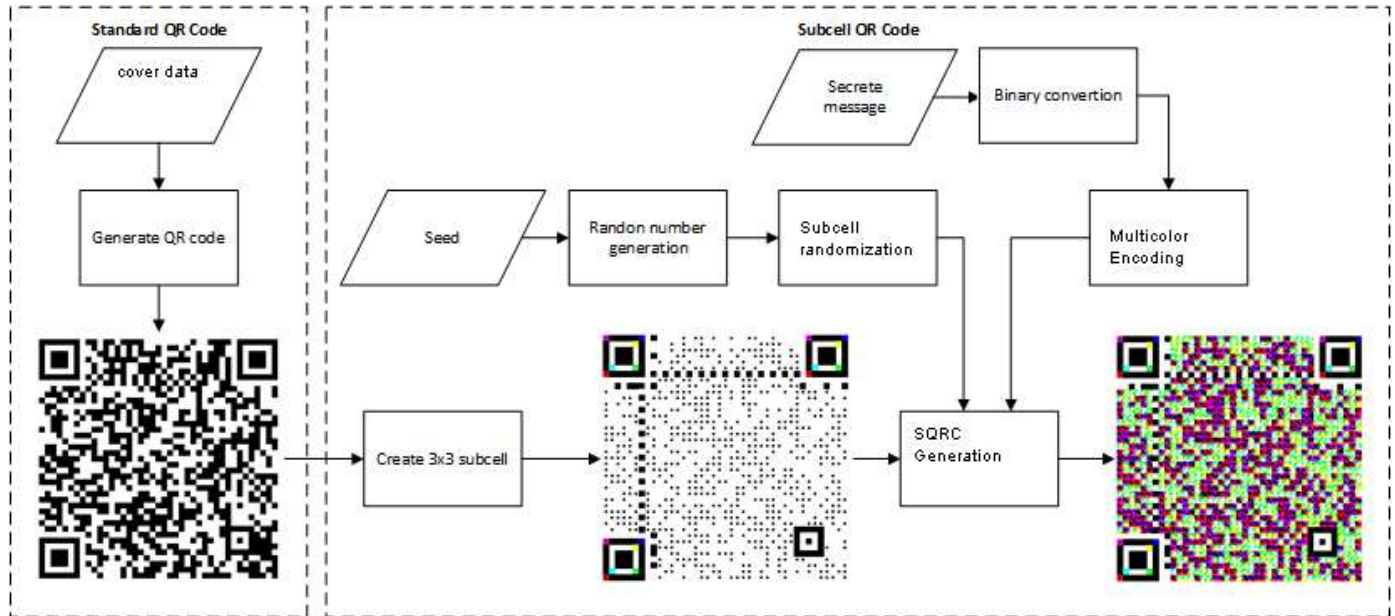 Standard QR Code
cover data
Generate QR code
Subcell QR Code
Secrete
message
Binary convertion
Seed
Randon number
generation
Subcell
randomization
Multicolor
Encoding
Create 3x3 subcell
SQRC
Generation